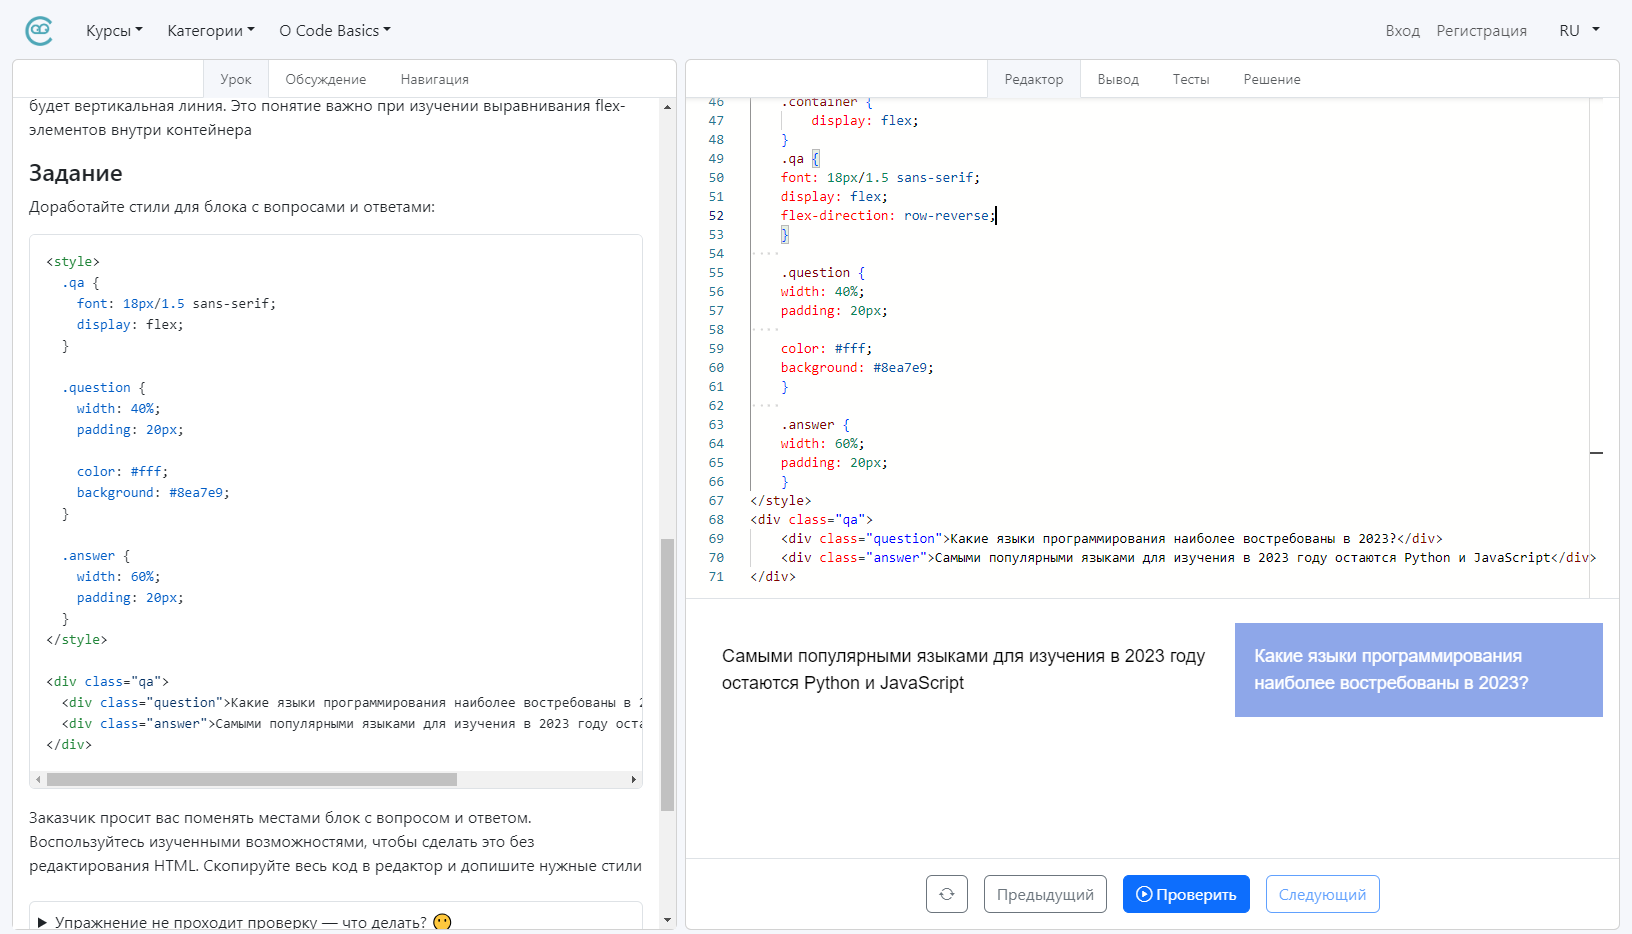 Курсы Категории О Code Basics Вход Регистрация RU
Урок Обсуждение Навигация
будет вертикальная линия. Это понятие важно при изучении выравнивания flex-
элементов внутри контейнера
Задание
Доработайте стили для блока с вопросами и ответами:
<style>
.qa {
font: 18px/1.5 sans-serif;
display: flex;
}
.question {
width: 40%;
padding: 20px;
color: #fff;
background: #8ea7e9;
}
.answer {
width: 60%;
padding: 20px;
}
</style>
<div class="qa">
<div class="question">Какие языки программирования наиболее востребованы в
<div class="answer">Самыми популярными языками для изучения в 2023 году
</div>
Заказчик просит вас поменять местами блок с вопросом и ответом.
Воспользуйтесь изученными возможностями, чтобы сделать это без
редактирования HTML. Скопируйте весь код в редактор и допишите нужные стили
Упражнение не проходит проверку — что делать? 😶
Редактор Вывод Тесты Решение
46 .container {
47 display: flex;
48 }
49 .qa {
50 font: 18px/1.5 sans-serif;
51 display: flex;
52 flex-direction: row-reverse;
53 }
54
55 .question {
56 width: 40%;
57 padding: 20px;
58
59 color: #fff;
60 background: #8ea7e9;
61 }
62
63 .answer {
64 width: 60%;
65 padding: 20px;
66 }
67 </style>
68 <div class="qa">
69 <div class="question">Какие языки программирования наиболее востребованы в 2023?</div>
70 <div class="answer">Самыми популярными языками для изучения в 2023 году остаются Python и JavaScript</div>
71 </div>
Самыми популярными языками для изучения в 2023 году
остаются Python и JavaScript
Какие языки программирования
наиболее востребованы в 2023?
Предыдущий Проверить Следующий